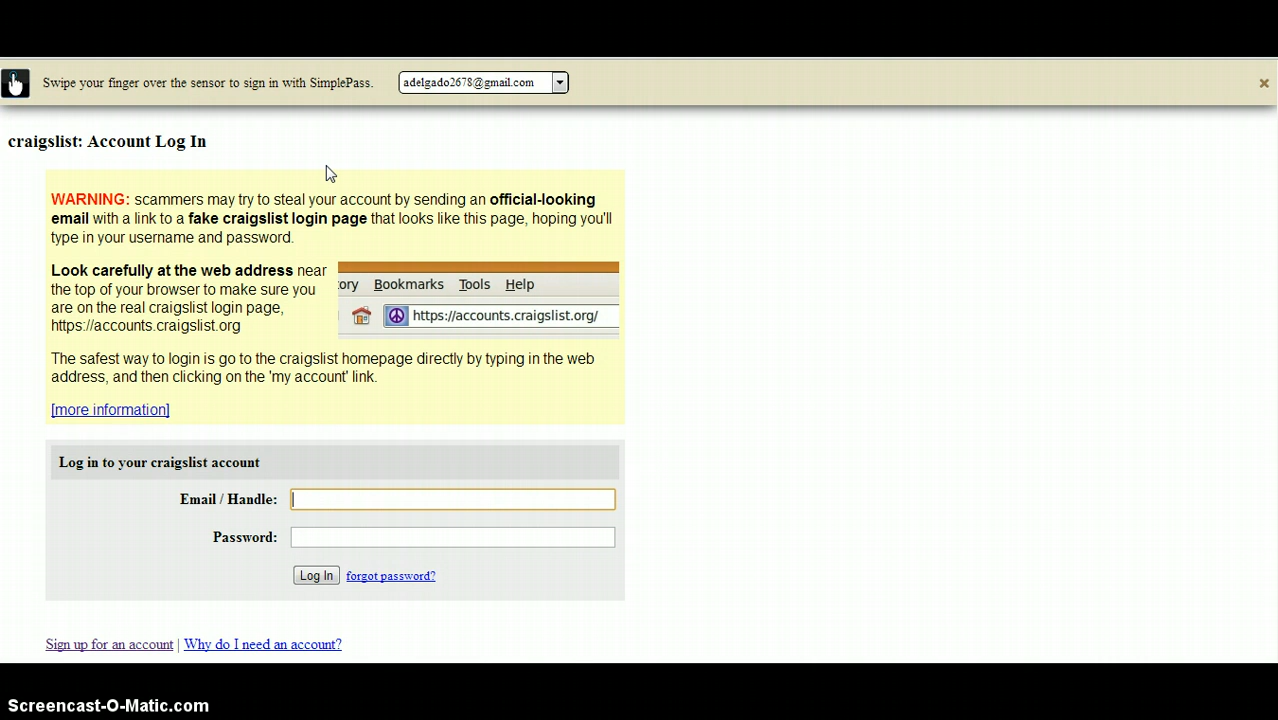 Swipe your finger over the sensor to sign in with SimplePass. adelgado2678@gmail.com
craigslist: Account Log In
WARNING: scammers may try to steal your account by sending an official-looking
email with a link to a fake craigslist login page that looks like this page, hoping you'll
type in your username and password.
Look carefully at the web address near
the top of your browser to make sure you
are on the real craigslist login page,
https://accounts.craigslist.org
ory Bookmarks Tools Help
https://accounts.craigslist.org/
The safest way to login is go to the craigslist homepage directly by typing in the web
address, and then clicking on the 'my account' link.
[more information]
Log in to your craigslist account
Email / Handle:
Password:
Log In forgot password?
Sign up for an account | Why do I need an account?
Screencast-O-Matic.com